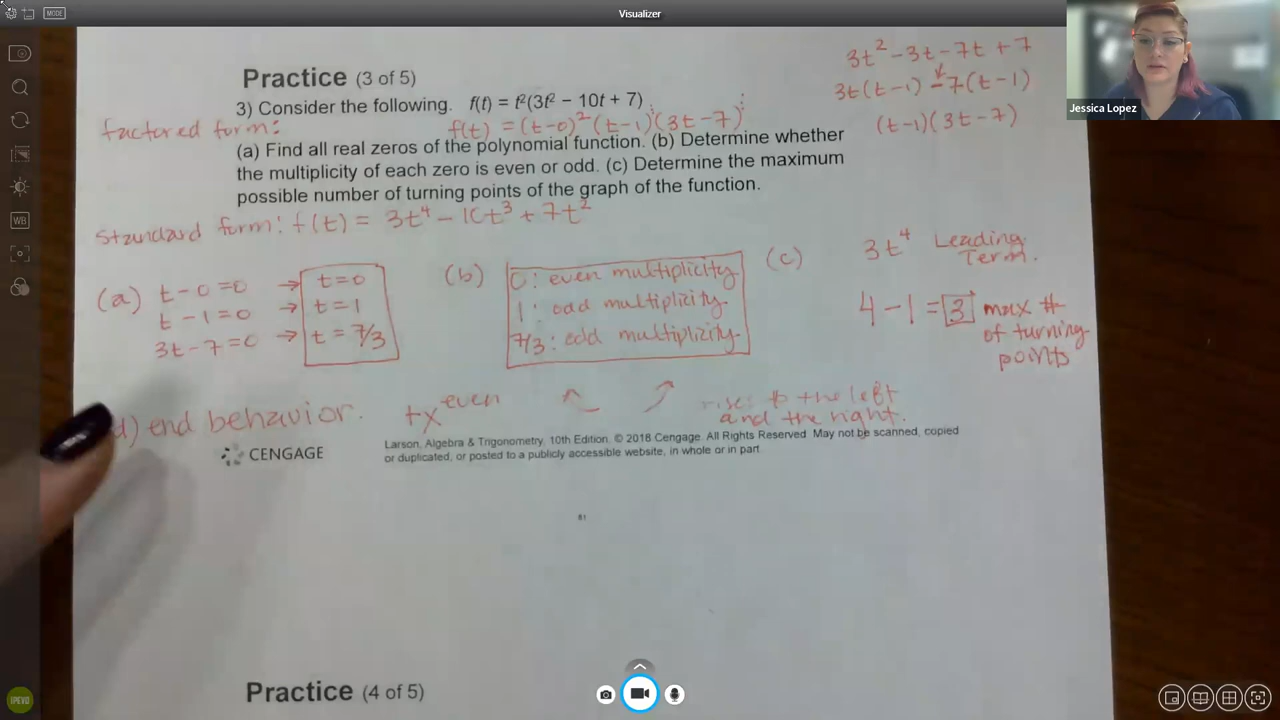 MODE
Visualizer
Jessica Lopez
Practice (3 of 5)
3) Consider the following. f(t) = t²(3t² − 10t + 7)
3t² − 3t − 7t + 7
3t(t−1) − 7(t−1)
(t−1)(3t−7)
factored form:
f(t) = (t−0)²(t−1)¹(3t−7)¹
(a) Find all real zeros of the polynomial function. (b) Determine whether
the multiplicity of each zero is even or odd. (c) Determine the maximum
possible number of turning points of the graph of the function.
Standard form: f(t) = 3t⁴ − 10t³ + 7t²
(a) t−0=0 → t=0
t−1=0 → t=1
3t−7=0 → t=7/3
(b) 0: even multiplicity
1: odd multiplicity.
7/3: odd multiplicity.
(c) 3t⁴ Leading
Term.
4−1=3 max #
of turning
points
d) end behavior. +x^even
rises to the left
and the right.
CENGAGE
Larson, Algebra & Trigonometry, 10th Edition. © 2018 Cengage. All Rights Reserved. May not be scanned, copied
or duplicated, or posted to a publicly accessible website, in whole or in part.
81
Practice (4 of 5)
WB
IPEVO